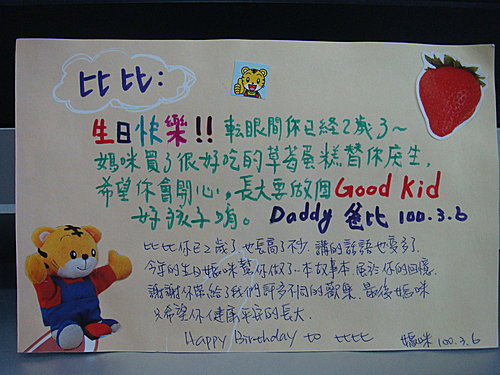 比比:
生日快樂!! 轉眼間你已經2歲了~
媽咪買了很好吃的草莓蛋糕替你庆生,
希望你會開心。長大要做個Good Kid
好孩子唷。 Daddy 爸比 100.3.6
比比你已2歲了也長高了不少,講的話語也變多了.
今年的生日媽咪幫你做了一本故事本屬於你的回憶.
謝謝你帶給了我們許多不同的歡樂.最後媽咪
只希望你健康平安的長大.
Happy Birthday to 比比
媽咪 100.3.6